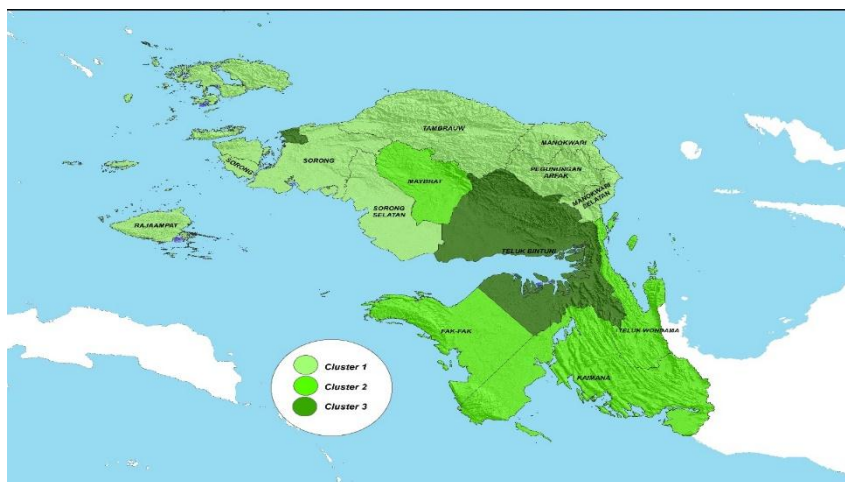 TAMBRAUW
MANOKWARI
SORONG
SORONG
PEGUNUNGAN
ARFAK
MAYBRAT
MANOKWARI
SELATAN
SORONG
SELATAN
RAJAAMPAT
TELUK BINTUNI
FAK-FAK
TELUK WONDAMA
KAIMANA
Cluster 1
Cluster 2
Cluster 3